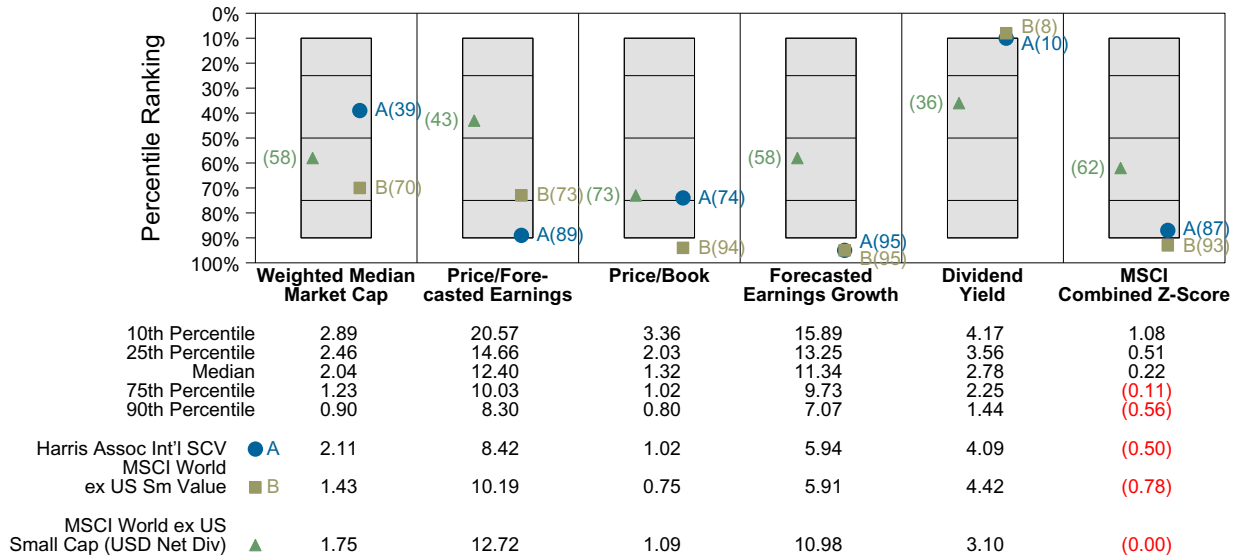 0%
10%
20%
30%
40%
50%
60%
70%
80%
90%
100%
Percentile Ranking
A(39)
(58)
B(70)
(43)
B(73)
A(89)
(73)
A(74)
B(94)
(58)
A(95)
B(95)
B(8)
A(10)
(36)
(62)
A(87)
B(93)
Weighted Median Price/Fore- Price/Book Forecasted Dividend MSCI
Market Cap casted Earnings Earnings Growth Yield Combined Z-Score
10th Percentile 2.89 20.57 3.36 15.89 4.17 1.08
25th Percentile 2.46 14.66 2.03 13.25 3.56 0.51
Median 2.04 12.40 1.32 11.34 2.78 0.22
75th Percentile 1.23 10.03 1.02 9.73 2.25 (0.11)
90th Percentile 0.90 8.30 0.80 7.07 1.44 (0.56)
Harris Assoc Int'l SCV A 2.11 8.42 1.02 5.94 4.09 (0.50)
MSCI World
ex US Sm Value B 1.43 10.19 0.75 5.91 4.42 (0.78)
MSCI World ex US
Small Cap (USD Net Div) 1.75 12.72 1.09 10.98 3.10 (0.00)